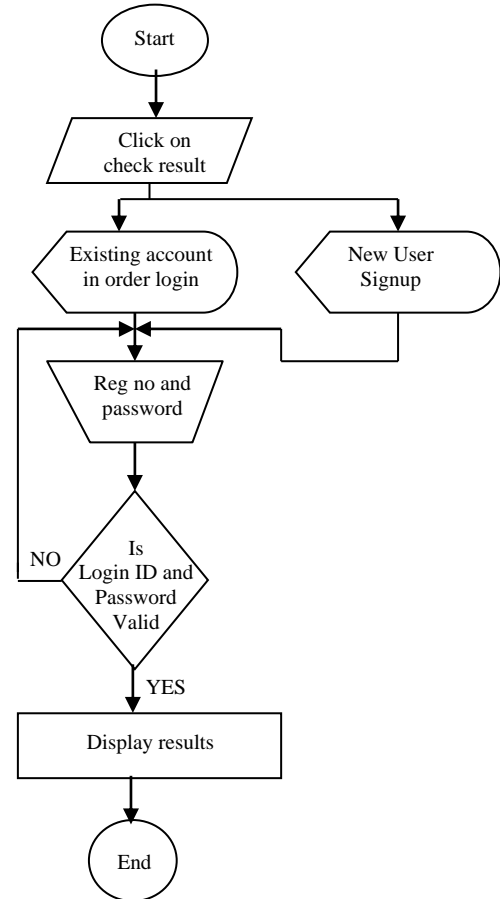 Start
Click on
check result
Existing account
in order login
New User
Signup
Reg no and
password
Is
Login ID and
Password
Valid
NO
YES
Display results
End